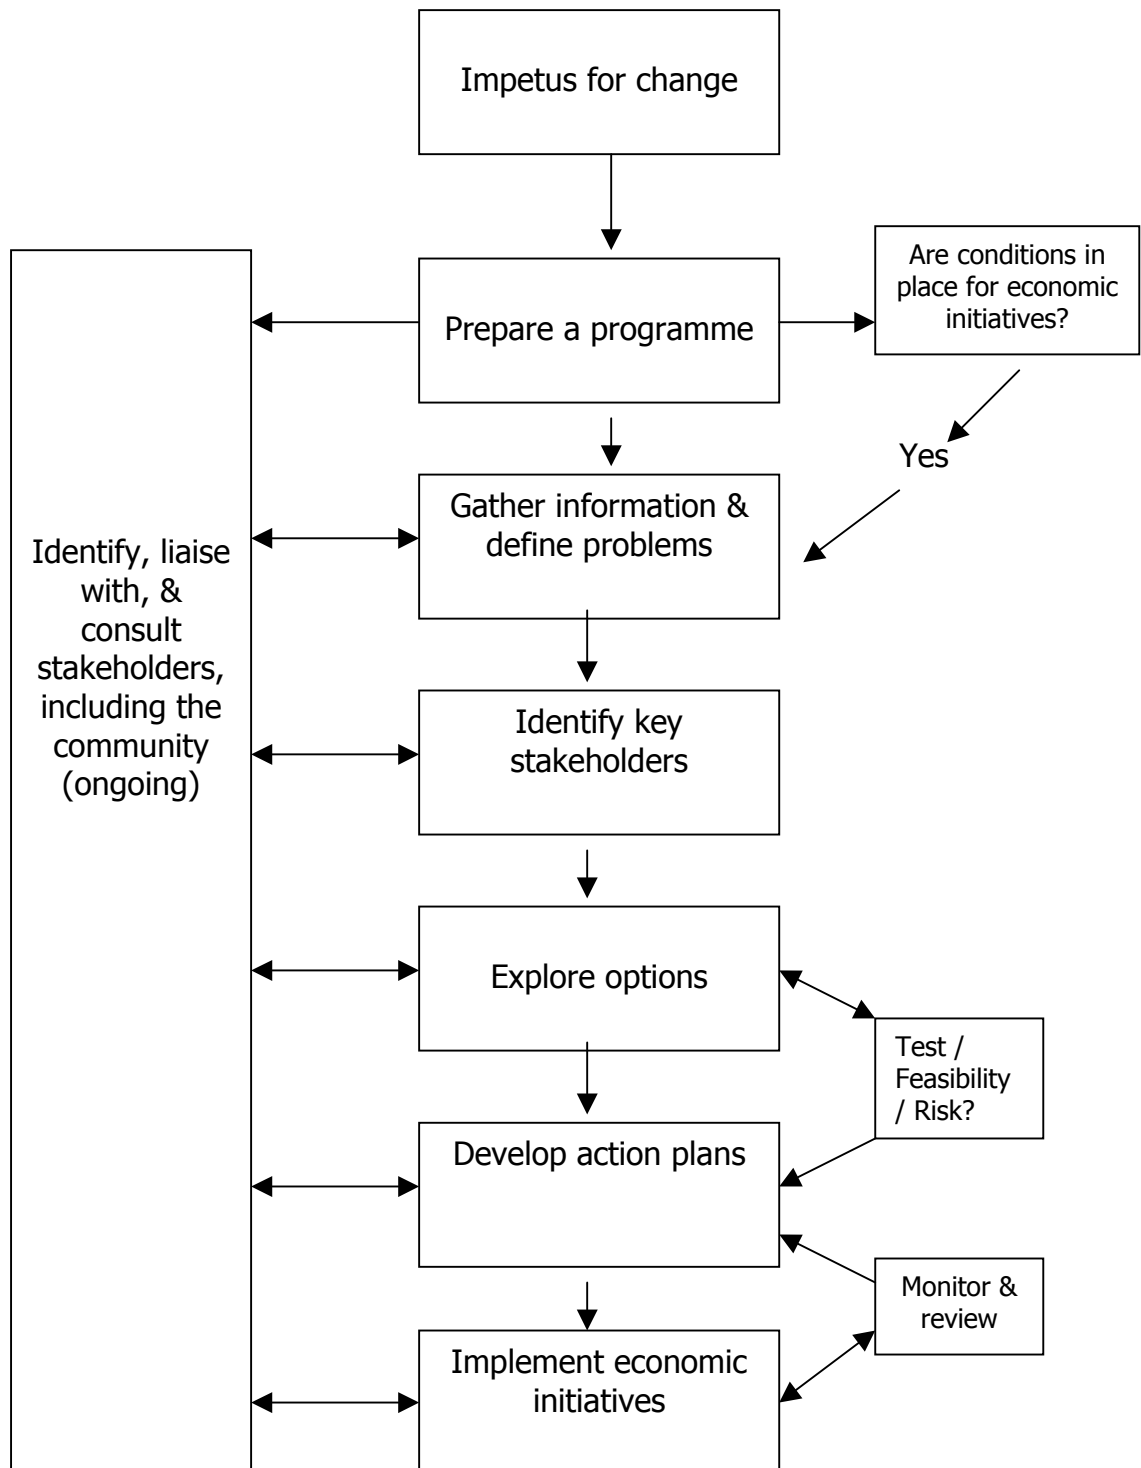 Impetus for change
Are conditions in
place for economic
initiatives?
Prepare a programme
Yes
Gather information &
define problems
Identify, liaise
with, &
consult
stakeholders,
including the
community
(ongoing)
Identify key
stakeholders
Explore options
Test /
Feasibility
/ Risk?
Develop action plans
Monitor &
review
Implement economic
initiatives